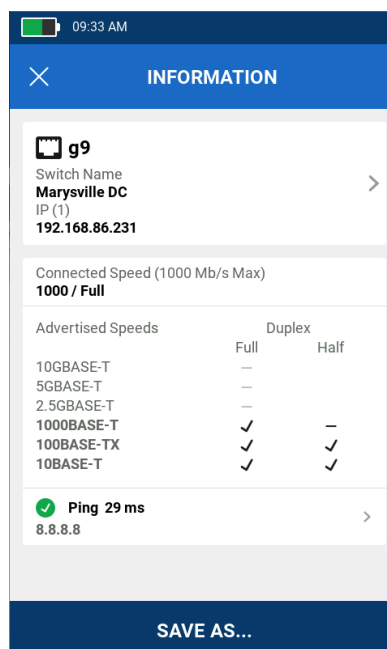 09:33 AM
INFORMATION
g9
Switch Name
Marysville DC
IP (1)
192.168.86.231
Connected Speed (1000 Mb/s Max)
1000 / Full
Advertised Speeds Duplex
Full Half
10GBASE-T —
5GBASE-T —
2.5GBASE-T —
1000BASE-T ✓ —
100BASE-TX ✓ ✓
10BASE-T ✓ ✓
Ping 29 ms
8.8.8.8
SAVE AS...